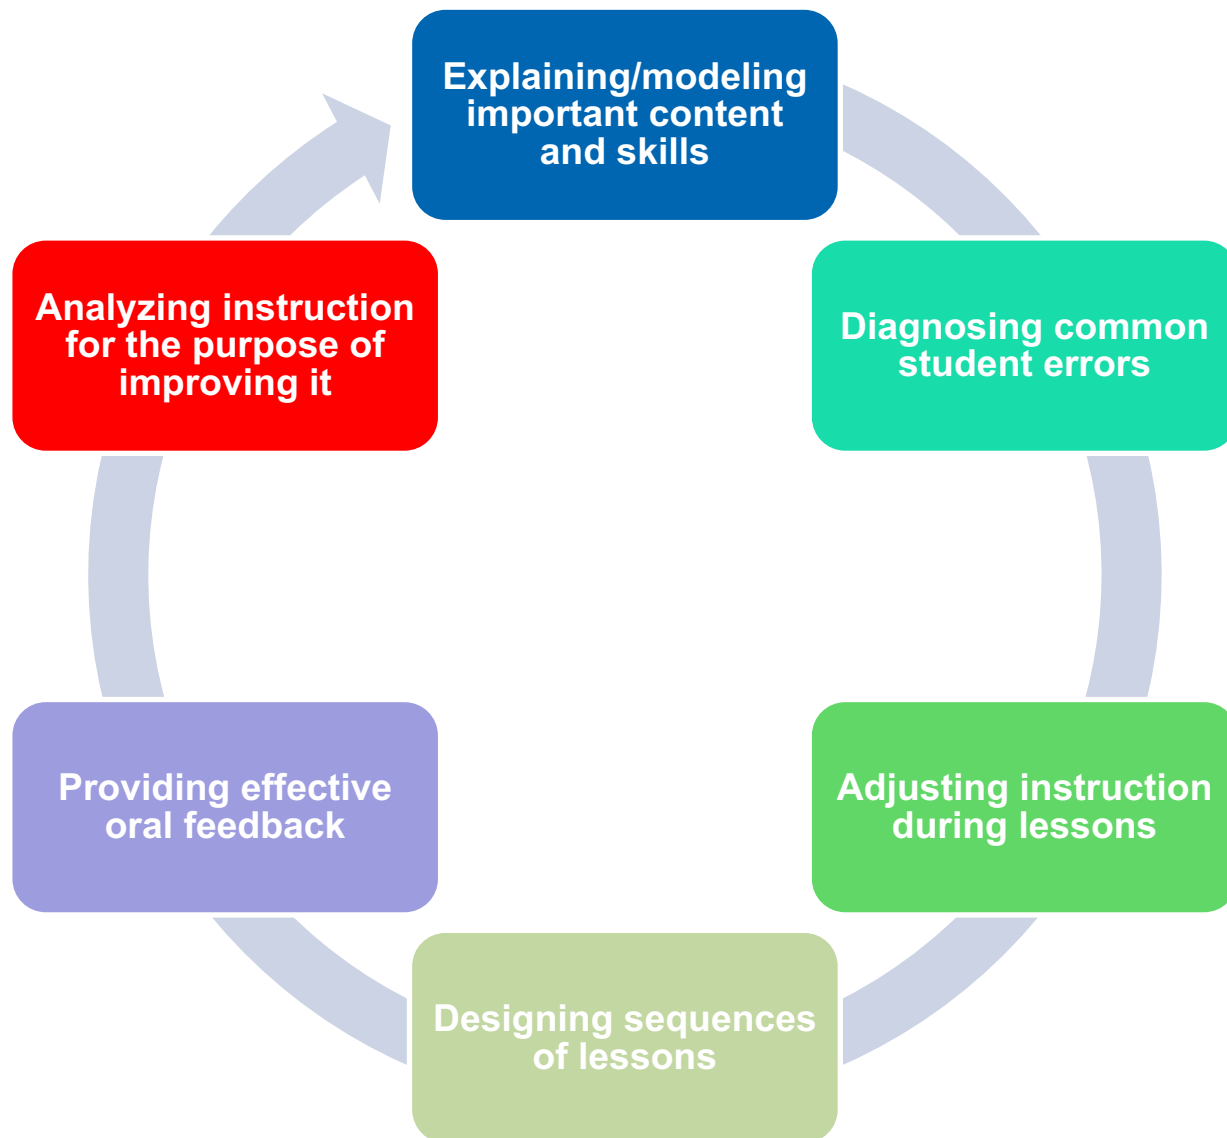 Explaining/modeling
important content
and skills
Diagnosing common
student errors
Adjusting instruction
during lessons
Designing sequences
of lessons
Providing effective
oral feedback
Analyzing instruction
for the purpose of
improving it